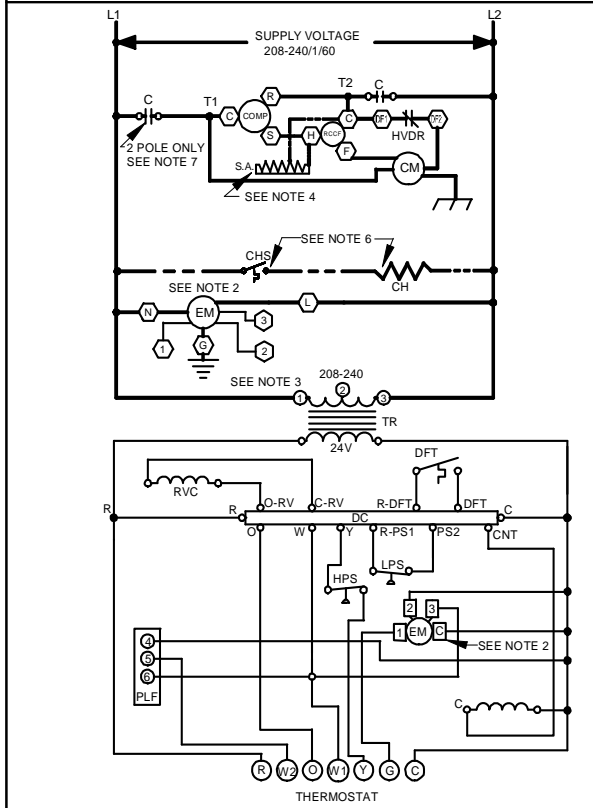 L1 L2
SUPPLY VOLTAGE
208-240/1/60
C T1 C COMP R T2 C
S H RCCF C DF1 HVDR DF2
2 POLE ONLY
SEE NOTE 7
F
S.A. CM
SEE NOTE 4
SEE NOTE 6
CHS
CH
SEE NOTE 2
N EM L
3
1 G 2
SEE NOTE 3 208-240
1 2 3
TR
24V
DFT
RVC
R R O-RV C-RV R-DFT DFT C
DC
O W Y R-PS1 PS2 CNT
HPS LPS
2 3
1 EM C
SEE NOTE 2
4
5
6
PLF
C
R W2 O W1 Y G C
THERMOSTAT